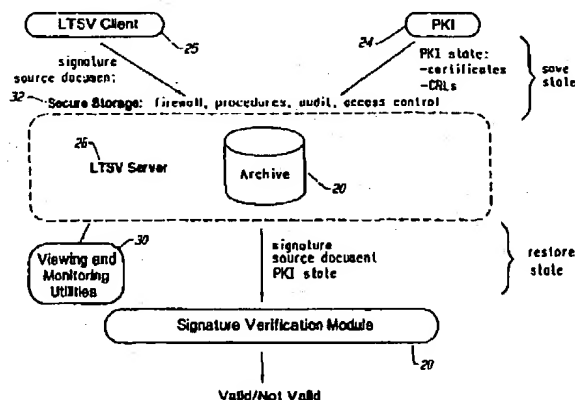 LTSV Client
25
PKI
24
signature
source document;
PKI state:
-certificates
-CRLs
save
state
32
Secure Storage: firewall, procedures, audit, access control
26
LTSV Server
Archive
20
30
Viewing and
Monitoring
Utilities
signature
source document
PKI state
restore
state
Signature Verification Module
20
Valid/Not Valid